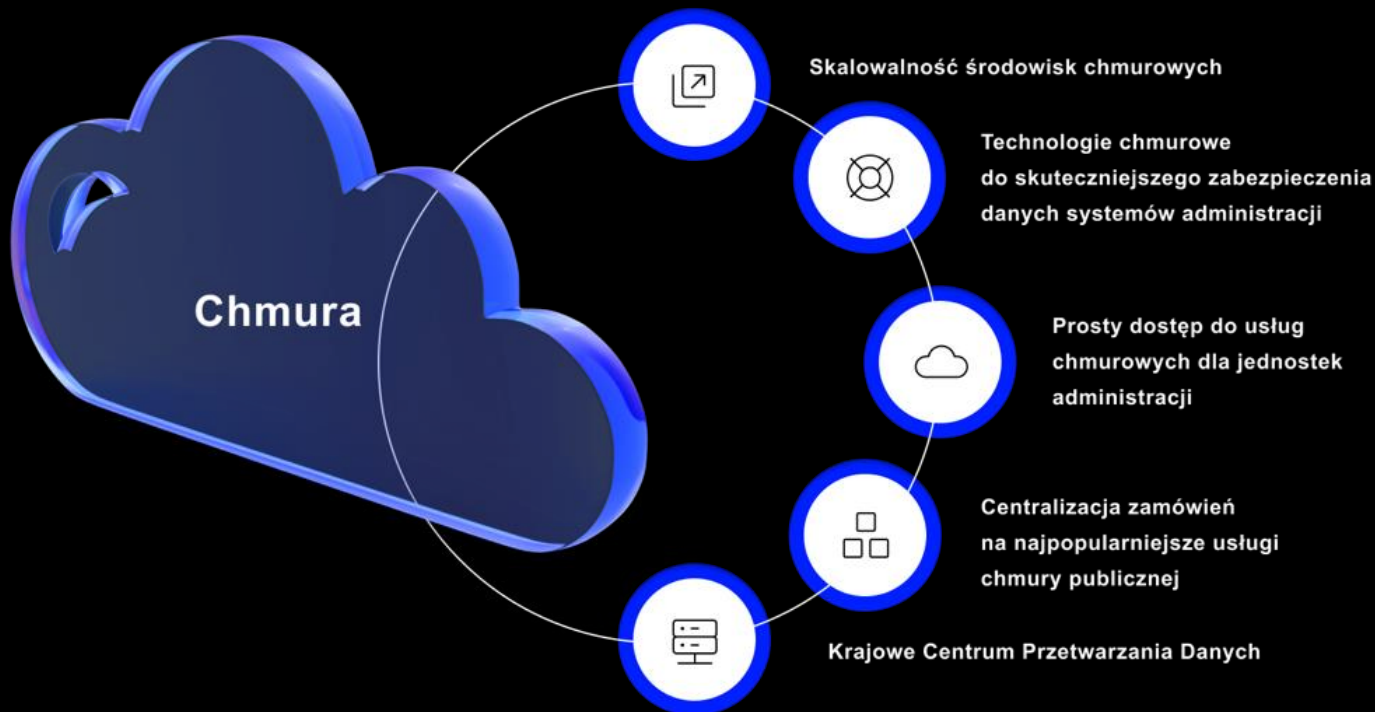 Chmura
Skalowalność środowisk chmurowych
Technologie chmurowe
do skuteczniejszego zabezpieczenia
danych systemów administracji
Prosty dostęp do usług
chmurowych dla jednostek
administracji
Centralizacja zamówień
na najpopularniejsze usługi
chmury publicznej
Krajowe Centrum Przetwarzania Danych